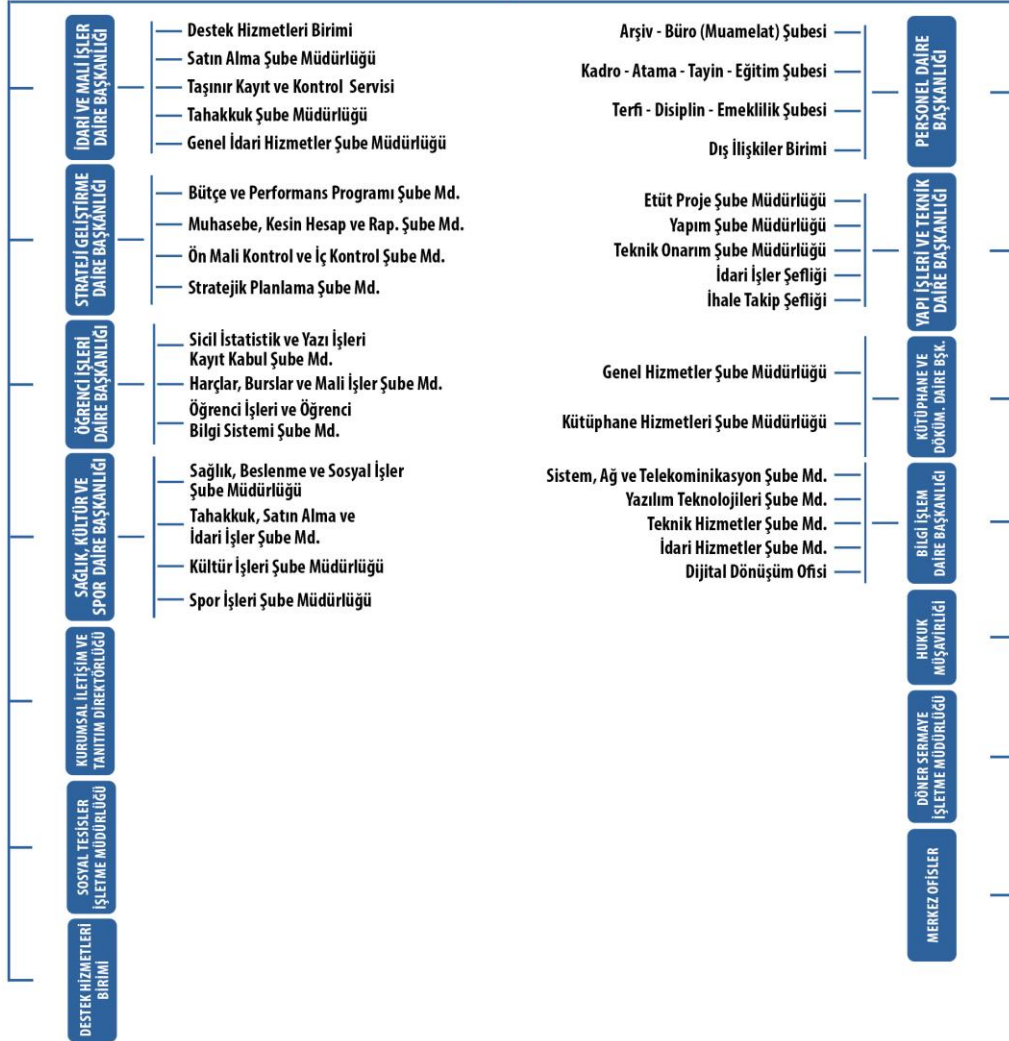 İDARİ VE MALİ İŞLER
DAİRE BAŞKANLIĞI
Destek Hizmetleri Birimi
Satın Alma Şube Müdürlüğü
Taşınır Kayıt ve Kontrol Servisi
Tahakkuk Şube Müdürlüğü
Genel İdari Hizmetler Şube Müdürlüğü
STRATEJİ GELİŞTİRME
DAİRE BAŞKANLIĞI
Bütçe ve Performans Programı Şube Md.
Muhasebe, Kesin Hesap ve Rap. Şube Md.
Ön Mali Kontrol ve İç Kontrol Şube Md.
Stratejik Planlama Şube Md.
ÖĞRENCİ İŞLERİ
DAİRE BAŞKANLIĞI
Sicil İstatistik ve Yazı İşleri
Kayıt Kabul Şube Md.
Harçlar, Burslar ve Mali İşler Şube Md.
Öğrenci İşleri ve Öğrenci
Bilgi Sistemi Şube Md.
SAĞLIK, KÜLTÜR VE
SPOR DAİRE BAŞKANLIĞI
Sağlık, Beslenme ve Sosyal İşler
Şube Müdürlüğü
Tahakkuk, Satın Alma ve
İdari İşler Şube Md.
Kültür İşleri Şube Müdürlüğü
Spor İşleri Şube Müdürlüğü
KURUMSAL İLETİŞİM VE
TANITIM DİREKTÖRLÜĞÜ
SOSYAL TESİSLER
İŞLETME MÜDÜRLÜĞÜ
DESTEK HİZMETLERİ
BİRİMİ
Arşiv - Büro (Muamelat) Şubesi
Kadro - Atama - Tayin - Eğitim Şubesi
Terfi - Disiplin - Emeklilik Şubesi
Dış İlişkiler Birimi
PERSONEL DAİRE
BAŞKANLIĞI
Etüt Proje Şube Müdürlüğü
Yapım Şube Müdürlüğü
Teknik Onarım Şube Müdürlüğü
İdari İşler Şefliği
İhale Takip Şefliği
YAPI İŞLERİ VE TEKNİK
DAİRE BAŞKANLIĞI
Genel Hizmetler Şube Müdürlüğü
Kütüphane Hizmetleri Şube Müdürlüğü
KÜTÜPHANE VE
DÖKÜM. DAİRE BŞK.
Sistem, Ağ ve Telekominikasyon Şube Md.
Yazılım Teknolojileri Şube Md.
Teknik Hizmetler Şube Md.
İdari Hizmetler Şube Md.
Dijital Dönüşüm Ofisi
BİLGİ İŞLEM
DAİRE BAŞKANLIĞI
HUKUK
MÜŞAVİRLİĞİ
DÖNER SERMAYE
İŞLETME MÜDÜRLÜĞÜ
MERKEZ OFİSLER